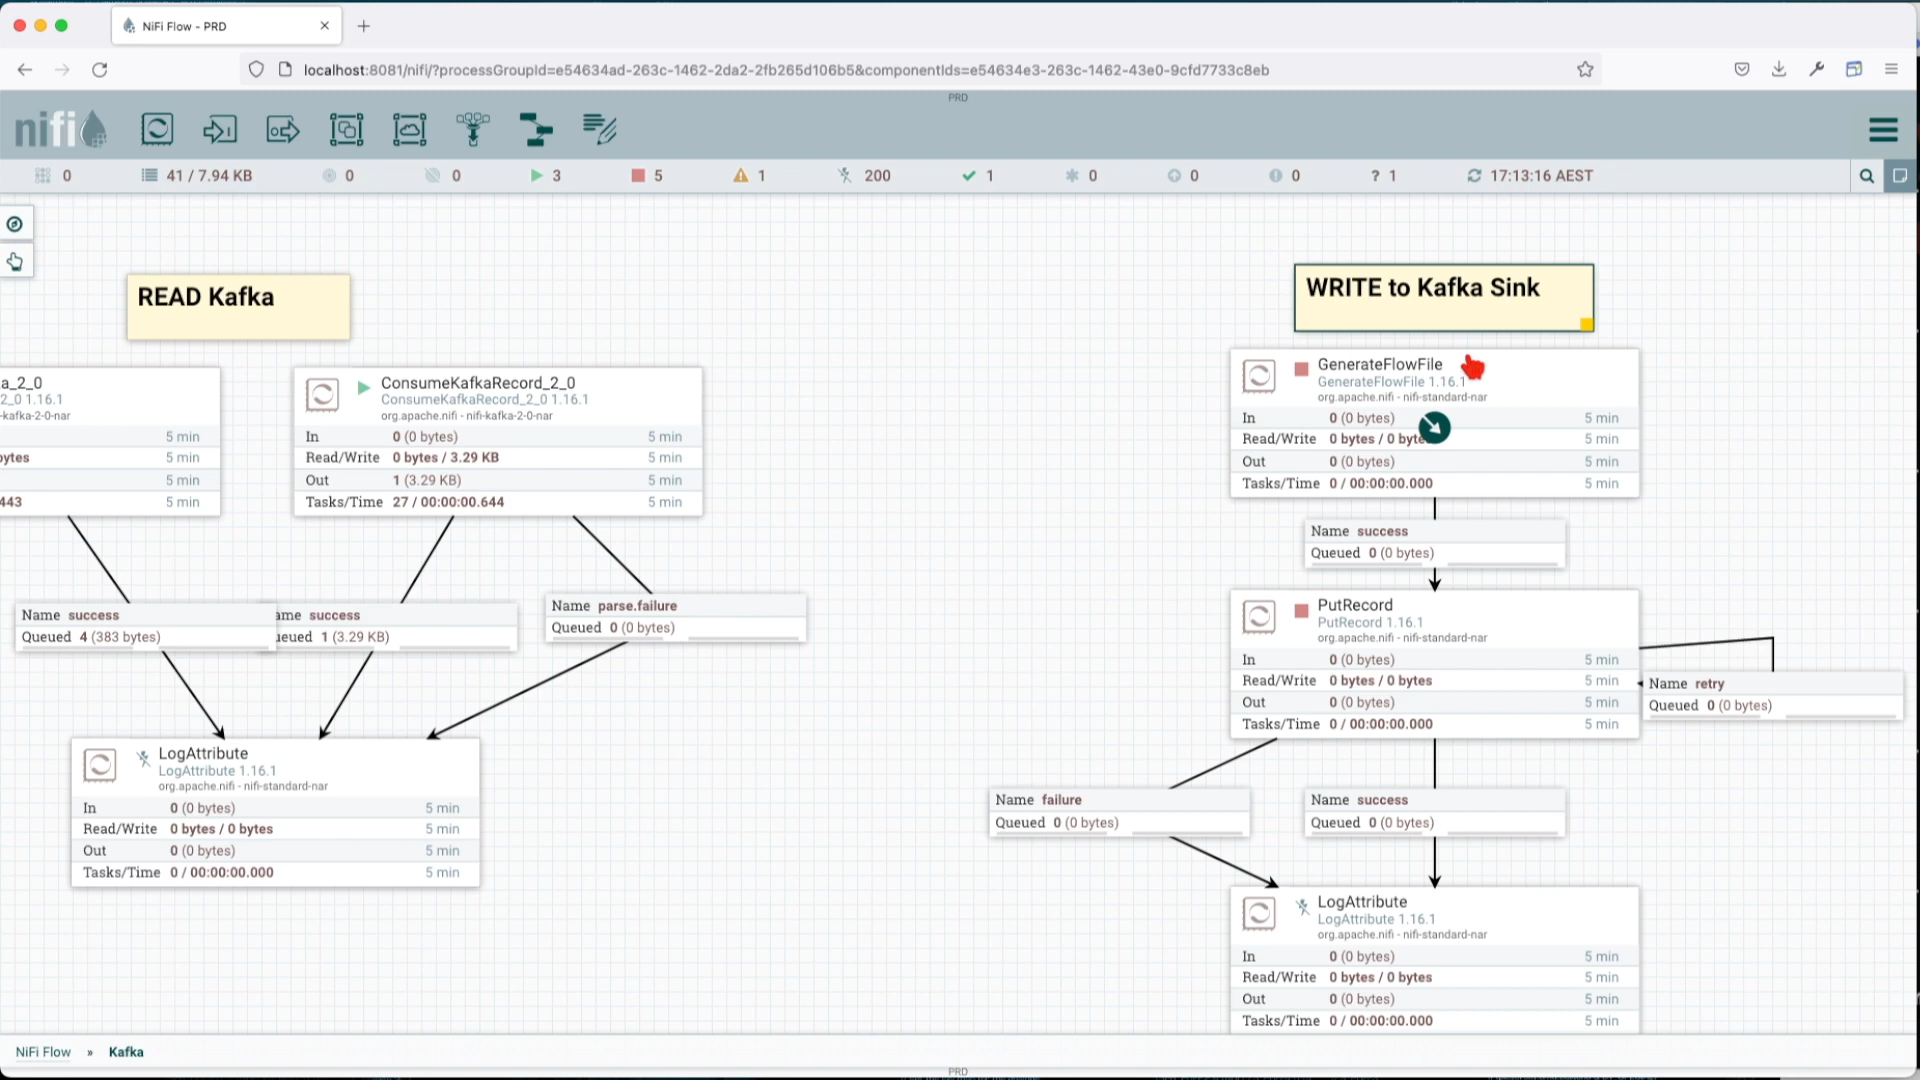 NiFi Flow - PRD
localhost:8081/nifi/?processGroupId=e54634ad-263c-1462-2da2-2fb265d106b5&componentIds=e54634e3-263c-1462-43e0-9cfd7733c8eb
PRD
nifi
0 41 / 7.94 KB 0 0 3 5 1 200 1 0 0 0 ? 1 17:13:16 AEST
READ Kafka
WRITE to Kafka Sink
a_2_0
2_0 1.16.1
-kafka-2-0-nar
5 min
ytes 5 min
5 min
443 5 min
ConsumeKafkaRecord_2_0
ConsumeKafkaRecord_2_0 1.16.1
org.apache.nifi - nifi-kafka-2-0-nar
In 0 (0 bytes) 5 min
Read/Write 0 bytes / 3.29 KB 5 min
Out 1 (3.29 KB) 5 min
Tasks/Time 27 / 00:00:00.644 5 min
GenerateFlowFile
GenerateFlowFile 1.16.1
org.apache.nifi - nifi-standard-nar
In 0 (0 bytes) 5 min
Read/Write 0 bytes / 0 byte 5 min
Out 0 (0 bytes) 5 min
Tasks/Time 0 / 00:00:00.000 5 min
Name success
Queued 0 (0 bytes)
Name success
Queued 4 (383 bytes)
ame success
ueued 1 (3.29 KB)
Name parse.failure
Queued 0 (0 bytes)
PutRecord
PutRecord 1.16.1
org.apache.nifi - nifi-standard-nar
In 0 (0 bytes) 5 min
Read/Write 0 bytes / 0 bytes 5 min
Out 0 (0 bytes) 5 min
Tasks/Time 0 / 00:00:00.000 5 min
Name retry
Queued 0 (0 bytes)
LogAttribute
LogAttribute 1.16.1
org.apache.nifi - nifi-standard-nar
In 0 (0 bytes) 5 min
Read/Write 0 bytes / 0 bytes 5 min
Out 0 (0 bytes) 5 min
Tasks/Time 0 / 00:00:00.000 5 min
Name failure
Queued 0 (0 bytes)
Name success
Queued 0 (0 bytes)
LogAttribute
LogAttribute 1.16.1
org.apache.nifi - nifi-standard-nar
In 0 (0 bytes) 5 min
Read/Write 0 bytes / 0 bytes 5 min
Out 0 (0 bytes) 5 min
Tasks/Time 0 / 00:00:00.000 5 min
NiFi Flow » Kafka
PRD